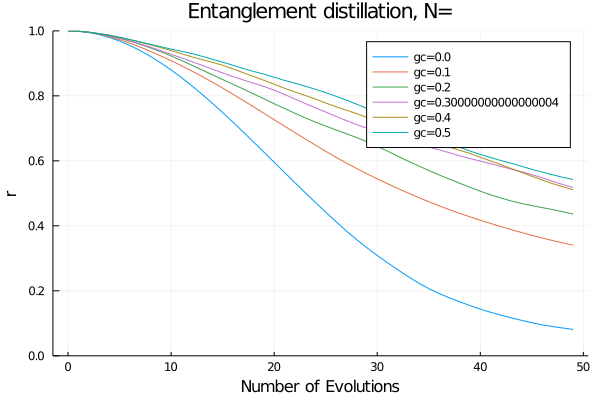 Entanglement distillation, N=
1.0
0.8
0.6
0.4
0.2
0.0
r
gc=0.0
gc=0.1
gc=0.2
gc=0.30000000000000004
gc=0.4
gc=0.5
0 10 20 30 40 50
Number of Evolutions